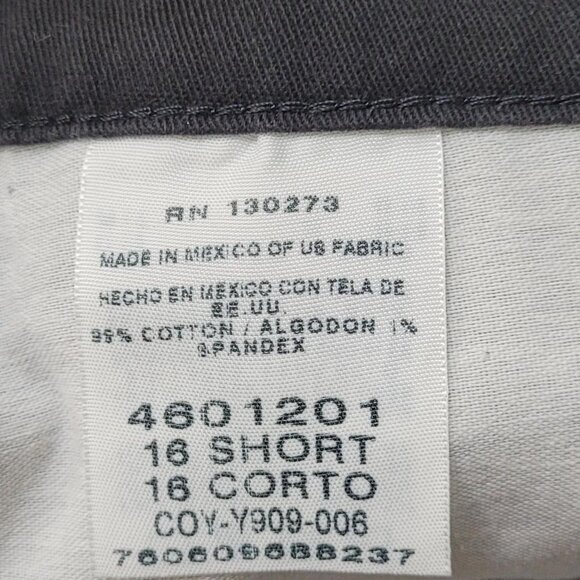 RN 130273
MADE IN MEXICO OF US FABRIC
HECHO EN MEXICO CON TELA DE
EE.UU.
99% COTTON / ALGODON 1%
SPANDEX
4601201
16 SHORT
16 CORTO
COY-Y909-006
760609688237